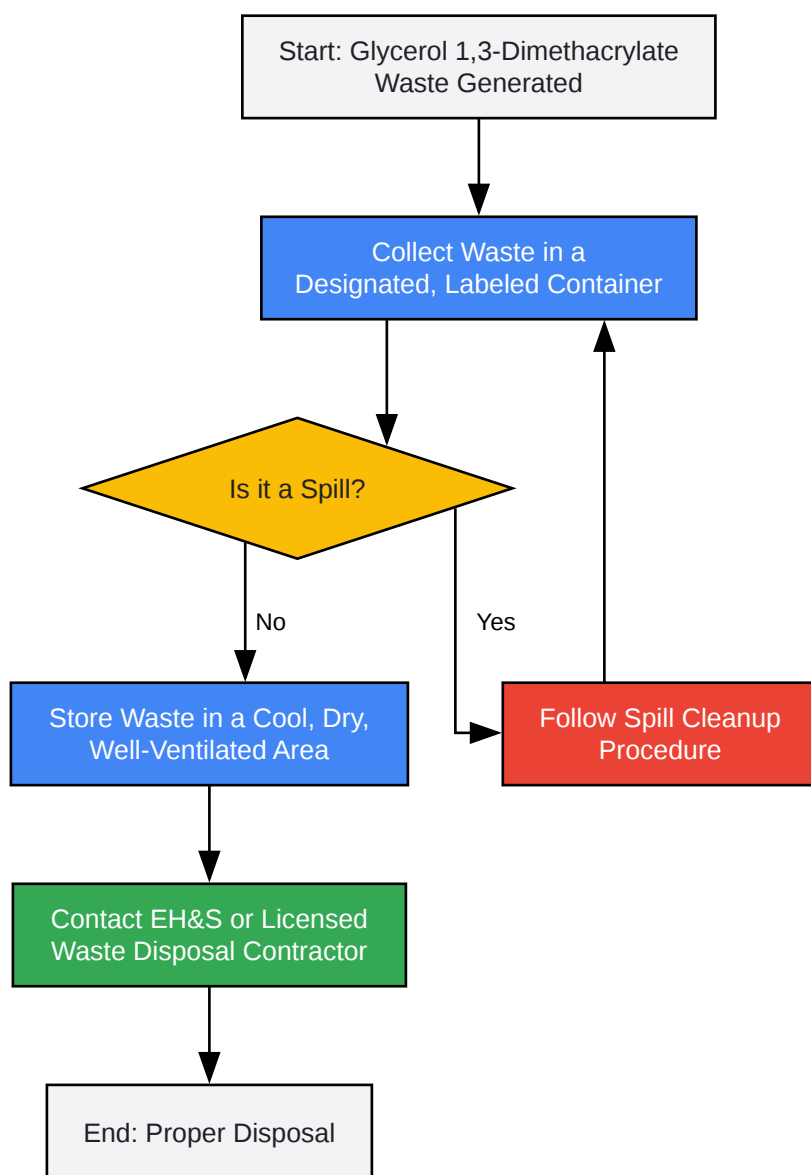 Start: Glycerol 1,3-Dimethacrylate
Waste Generated
Collect Waste in a
Designated, Labeled Container
Is it a Spill?
No
Yes
Store Waste in a Cool, Dry,
Well-Ventilated Area
Follow Spill Cleanup
Procedure
Contact EH&S or Licensed
Waste Disposal Contractor
End: Proper Disposal